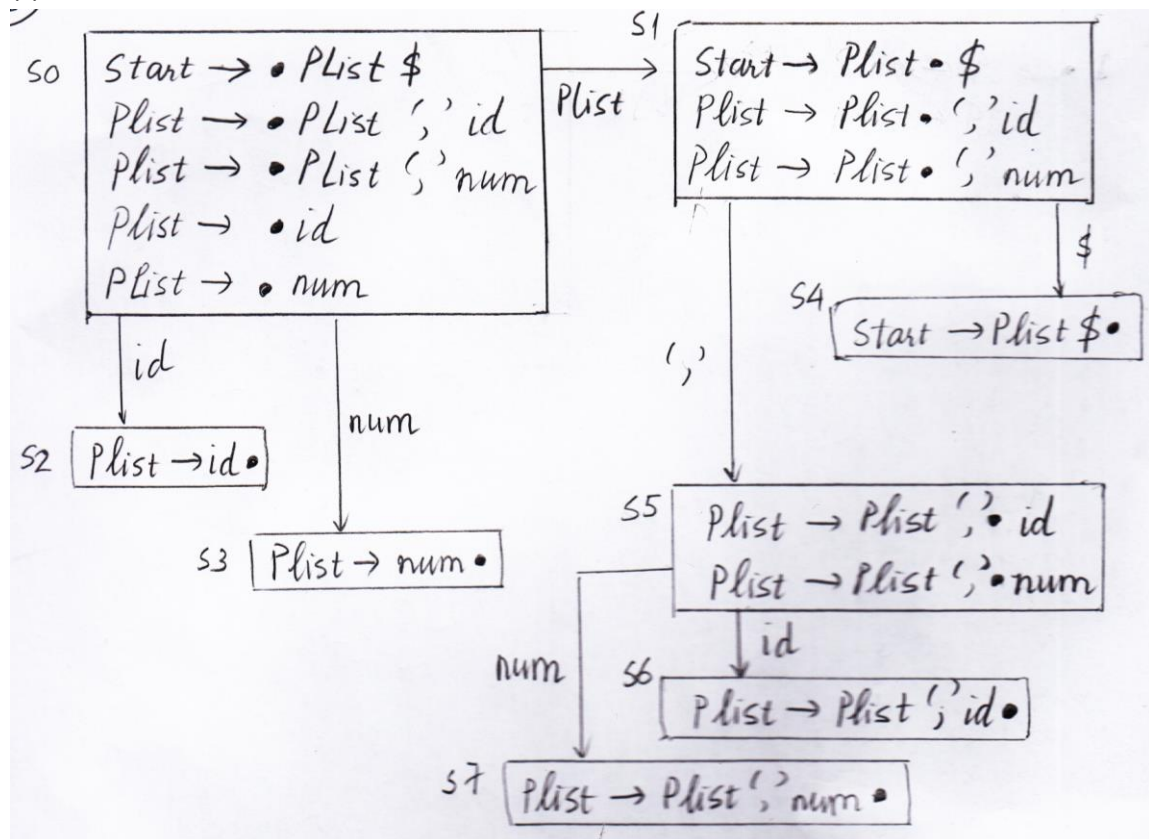 S0
Start → • PList $
Plist → • PList ',' id
Plist → • PList ',' num
Plist → • id
Plist → • num
Plist
S1
Start → Plist • $
Plist → Plist • ',' id
Plist → Plist • ',' num
id
num
','
$
S2
Plist → id •
S3
Plist → num •
S4
Start → Plist $ •
S5
Plist → Plist ',' • id
Plist → Plist ',' • num
num
id
S6
Plist → Plist ',' id •
S7
Plist → Plist ',' num •